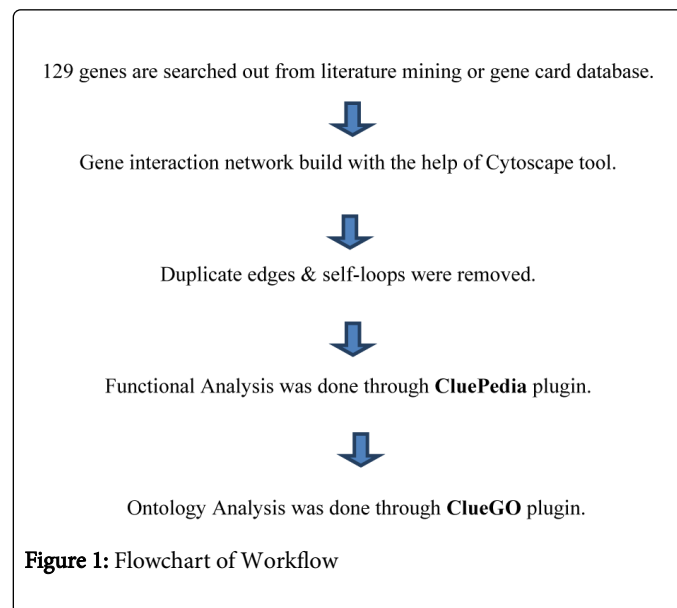 129 genes are searched out from literature mining or gene card database.
Gene interaction network build with the help of Cytoscape tool.
Duplicate edges & self-loops were removed.
Functional Analysis was done through CluePedia plugin.
Ontology Analysis was done through ClueGO plugin.
Figure 1: Flowchart of Workflow